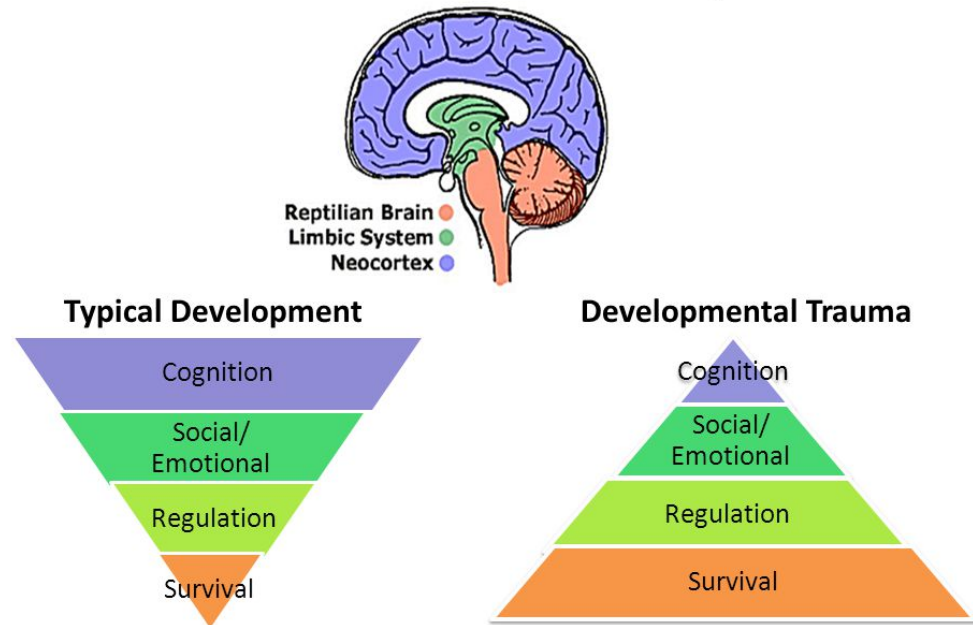 Reptilian Brain
Limbic System
Neocortex
Typical Development
Cognition
Social/
Emotional
Regulation
Survival
Developmental Trauma
Cognition
Social/
Emotional
Regulation
Survival